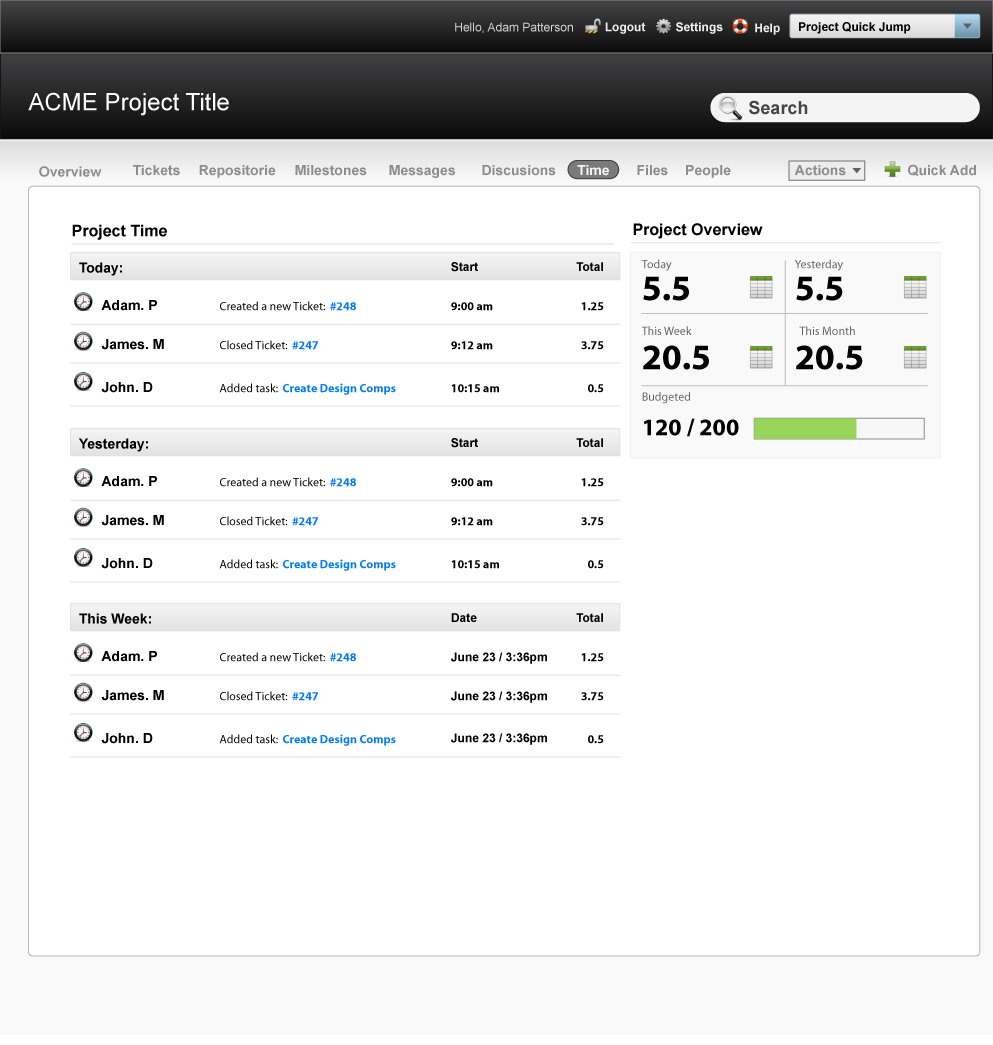 Hello, Adam Patterson Logout Settings Help Project Quick Jump
ACME Project Title
Search
Overview Tickets Repositorie Milestones Messages Discusions Time Files People Actions Quick Add
Project Time
Today: Start Total
Adam. P Created a new Ticket: #248 9:00 am 1.25
James. M Closed Ticket: #247 9:12 am 3.75
John. D Added task: Create Design Comps 10:15 am 0.5
Yesterday: Start Total
Adam. P Created a new Ticket: #248 9:00 am 1.25
James. M Closed Ticket: #247 9:12 am 3.75
John. D Added task: Create Design Comps 10:15 am 0.5
This Week: Date Total
Adam. P Created a new Ticket: #248 June 23 / 3:36pm 1.25
James. M Closed Ticket: #247 June 23 / 3:36pm 3.75
John. D Added task: Create Design Comps June 23 / 3:36pm 0.5
Project Overview
Today Yesterday
5.5 5.5
This Week This Month
20.5 20.5
Budgeted
120 / 200